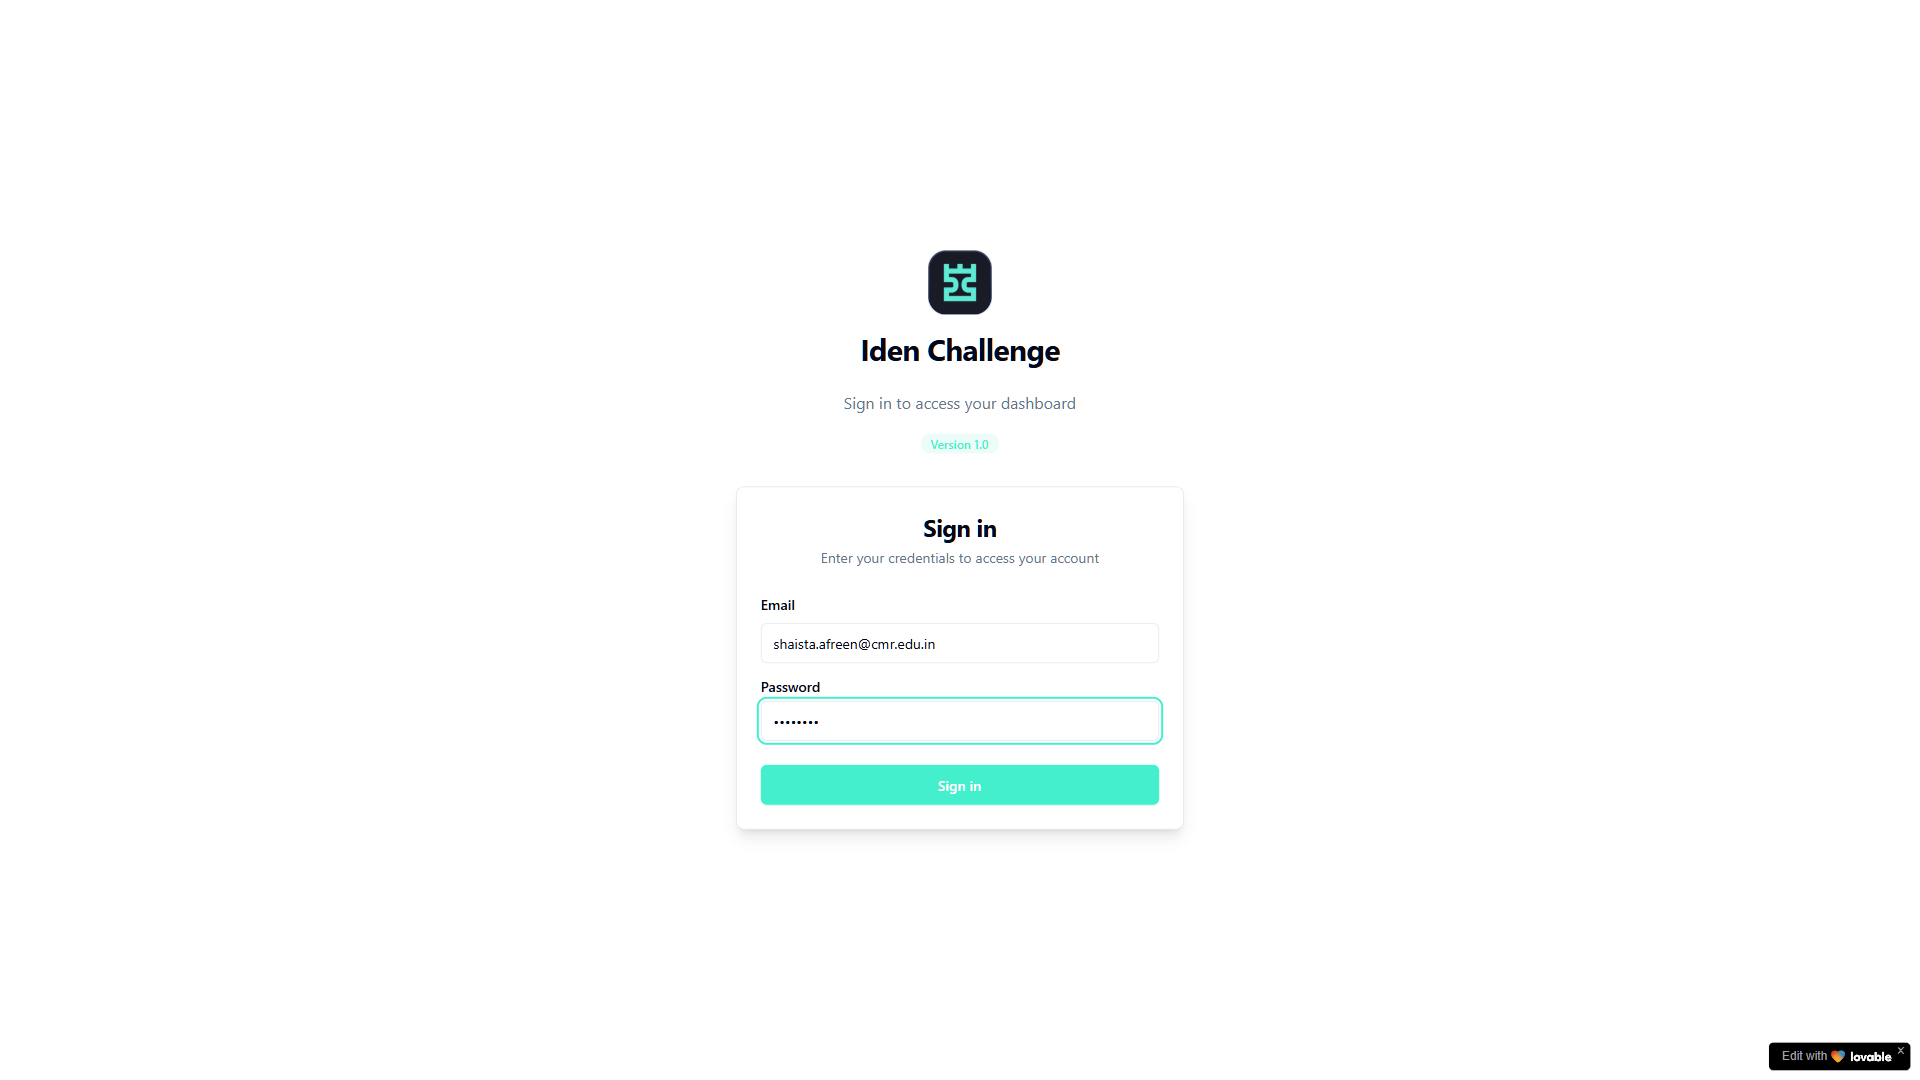 Iden Challenge
Sign in to access your dashboard
Version 1.0
Sign in
Enter your credentials to access your account
Email
shaista.afreen@cmr.edu.in
Password
••••••••
Sign in
Edit with lovable ×